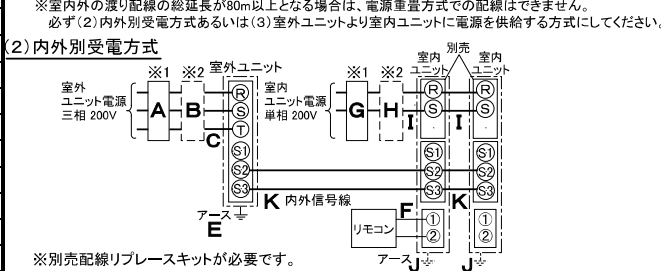 ※室内外の渡り配線の総延長が80m以上となる場合は、電源重畳方式での配線はできません。
必ず(2)内外別受電方式あるいは(3)室外ユニットより室内ユニットに電源を供給する方式にしてください。
(2)内外別受電方式
別売
※1 ※2 室外ユニット ※1 ※2 室内ユニット 室内ユニット
室外
ユニット電源
三相 200V
A B C
R
S
T
S1
S2
S3
室内
ユニット電源
単相 200V
G H I I
R
S
S1
S2
S3
R
S
S1
S2
S3
K 内外信号線 K
アース
E
F
リモコン
①
②
①
②
アース J J
※別売配線リプレースキットが必要です。